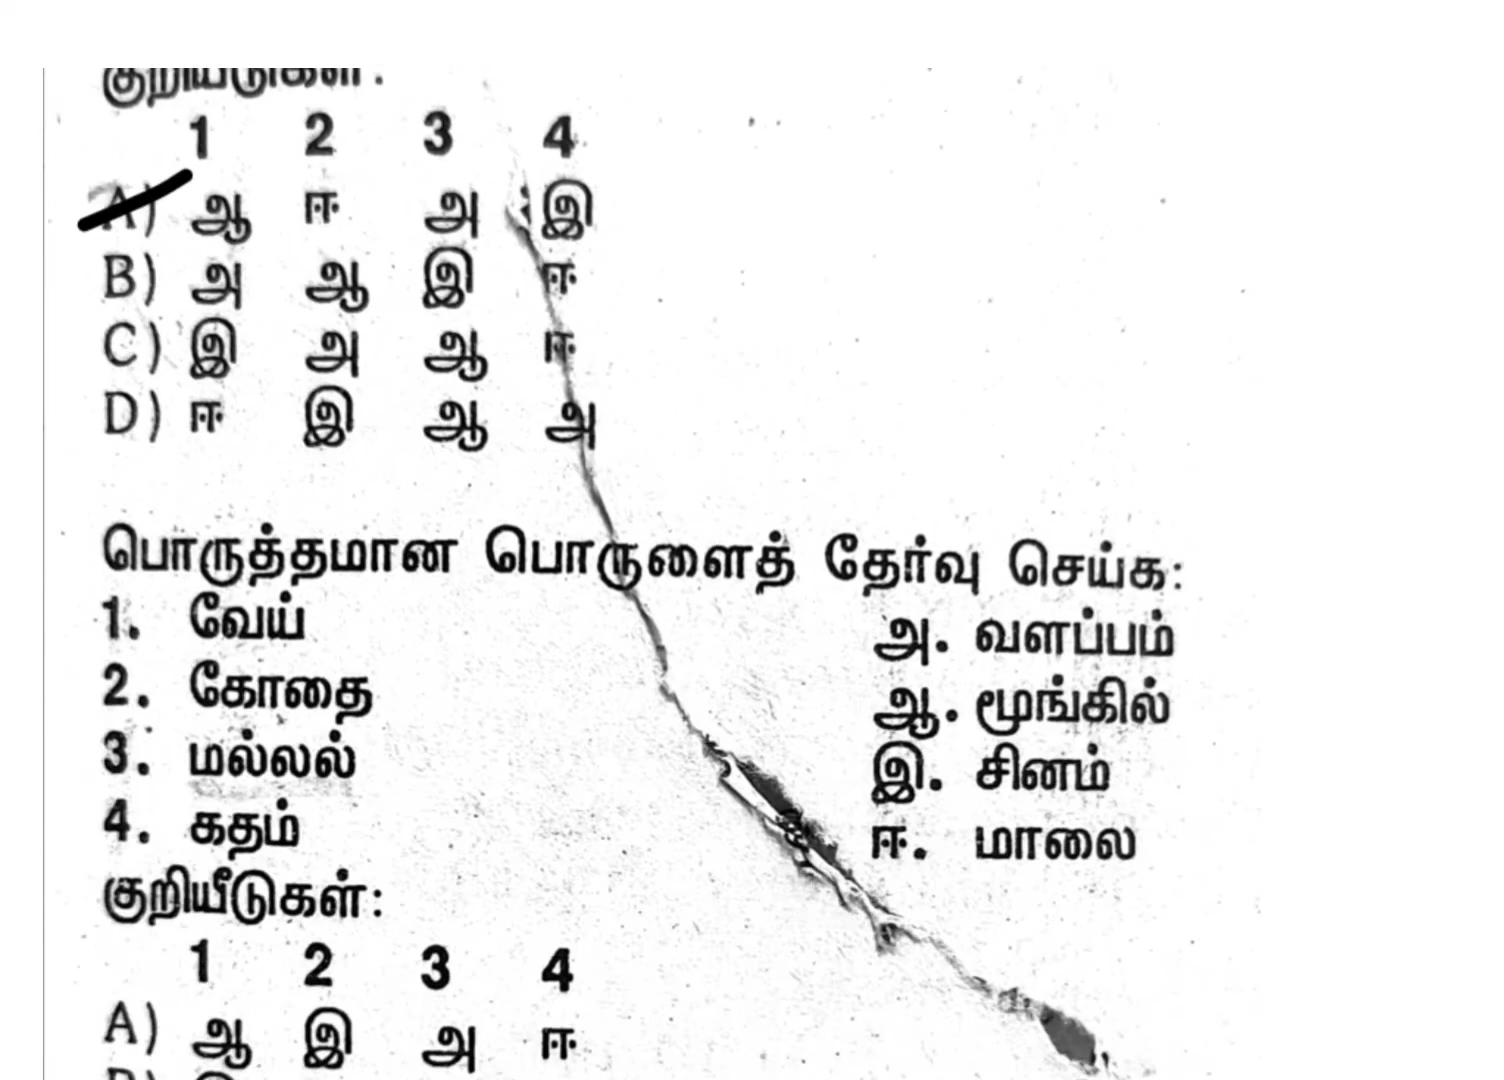 குறியீடுகள்:
1 2 3 4
A) ஆ ஈ அ இ
B) அ ஆ இ ஈ
C) இ அ ஆ ஈ
D) ஈ இ ஆ அ
பொருத்தமான பொருளைத் தேர்வு செய்க:
1. வேய் அ. வளப்பம்
2. கோதை ஆ. மூங்கில்
3. மல்லல் இ. சினம்
4. கதம் ஈ. மாலை
குறியீடுகள்:
1 2 3 4
A) ஆ இ அ ஈ